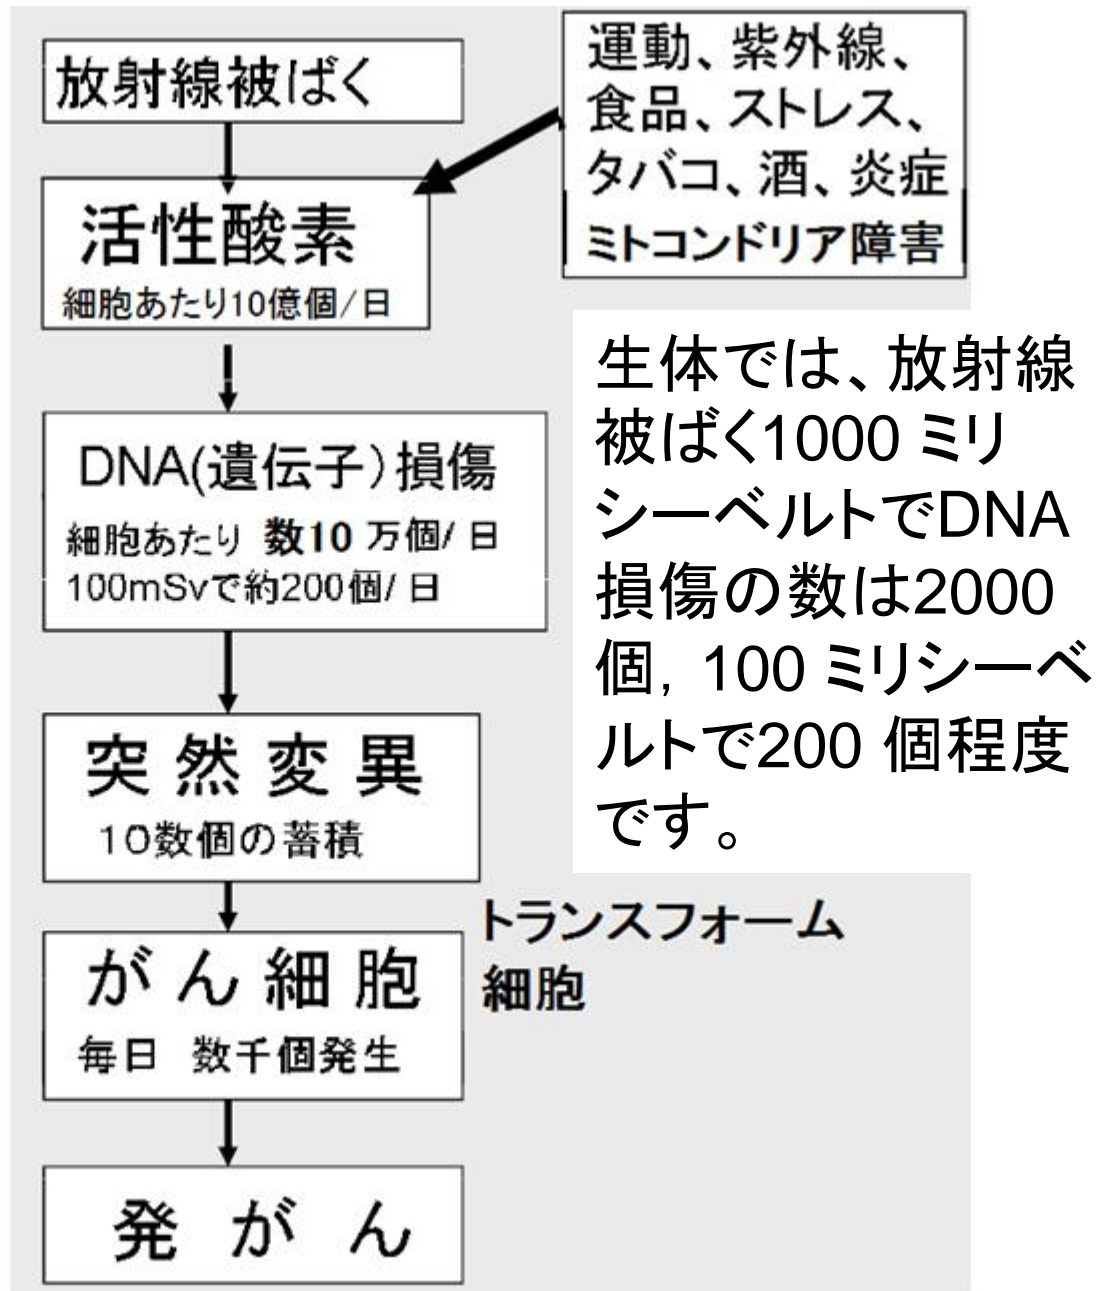 放射線被ばく
運動、紫外線、
食品、ストレス、
タバコ、酒、炎症
ミトコンドリア障害
活性酸素
細胞あたり10億個/日
生体では、放射線
被ばく1000 ミリ
シーベルトでDNA
損傷の数は2000
個, 100 ミリシーベ
ルトで200 個程度
です。
DNA(遺伝子)損傷
細胞あたり 数10 万個/ 日
100mSvで約200個/ 日
突然変異
10数個の蓄積
トランスフォーム
細胞
がん細胞
毎日 数千個発生
発がん